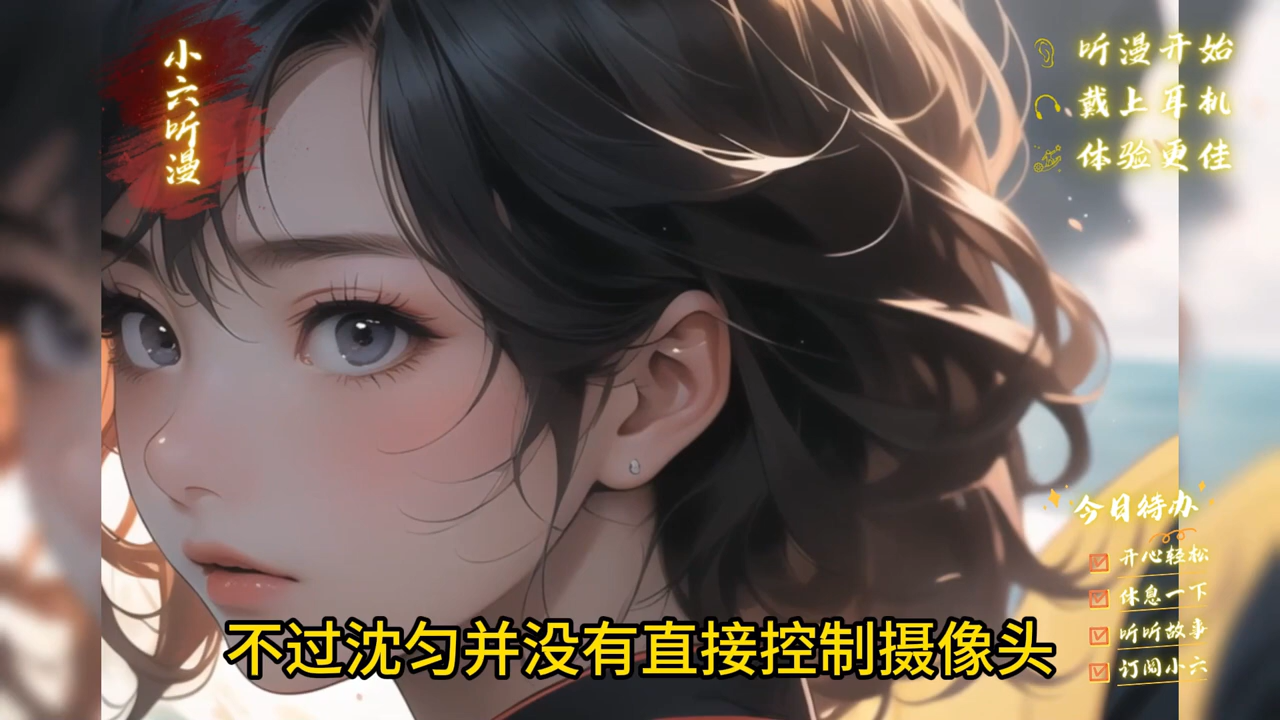 小六听漫
听漫开始
戴上耳机
体验更佳
今日待办
开心轻松
休息一下
听听故事
订阅小六
不过沈匀并没有直接控制摄像头